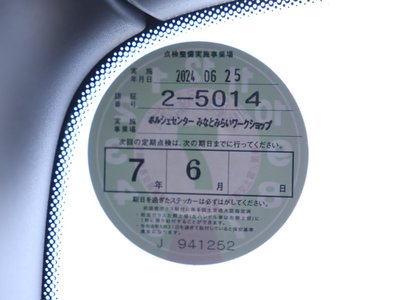 点検整備実施事業場
実施
年月日 2024 06 25
認証
番号 2-5014
実施
事業場 ポルシェセンター みなとみらいワークショップ
次回の定期点検は、次の期日までに行ってください。
7年 6月 日
期日を過ぎたステッカーは必ずはがしてください。
J 941252